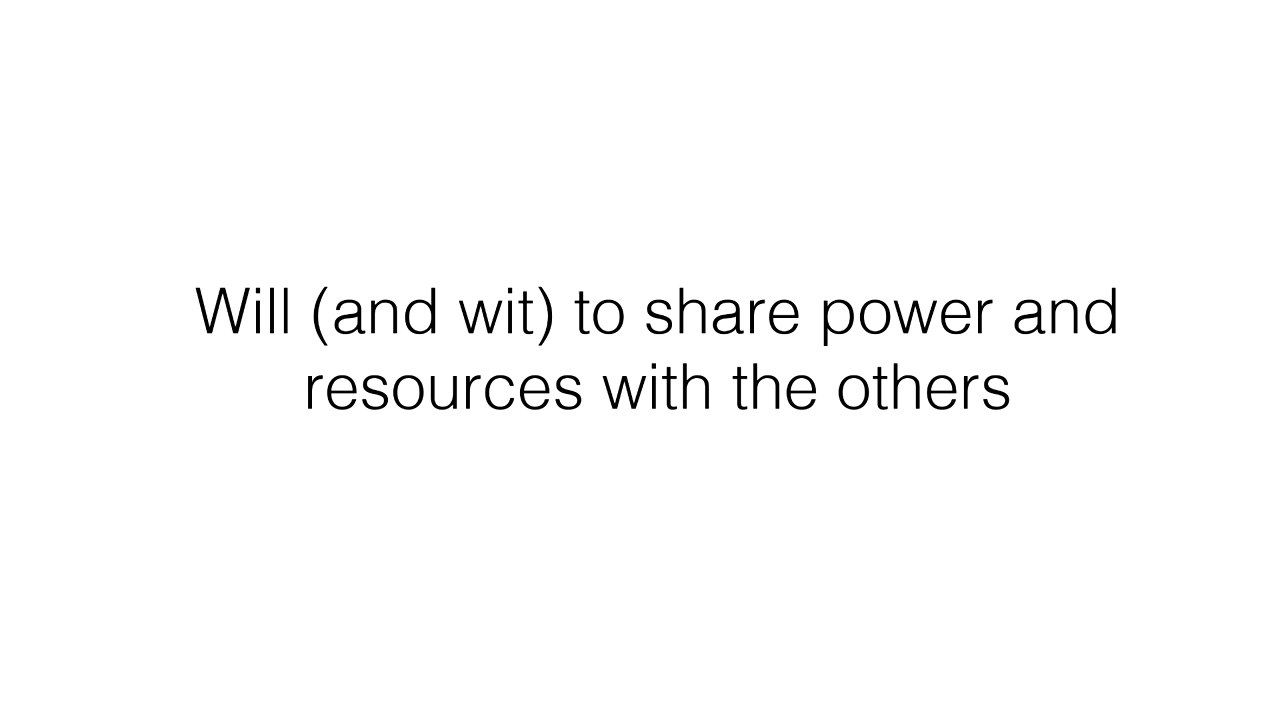 Will (and wit) to share power and
resources with the others